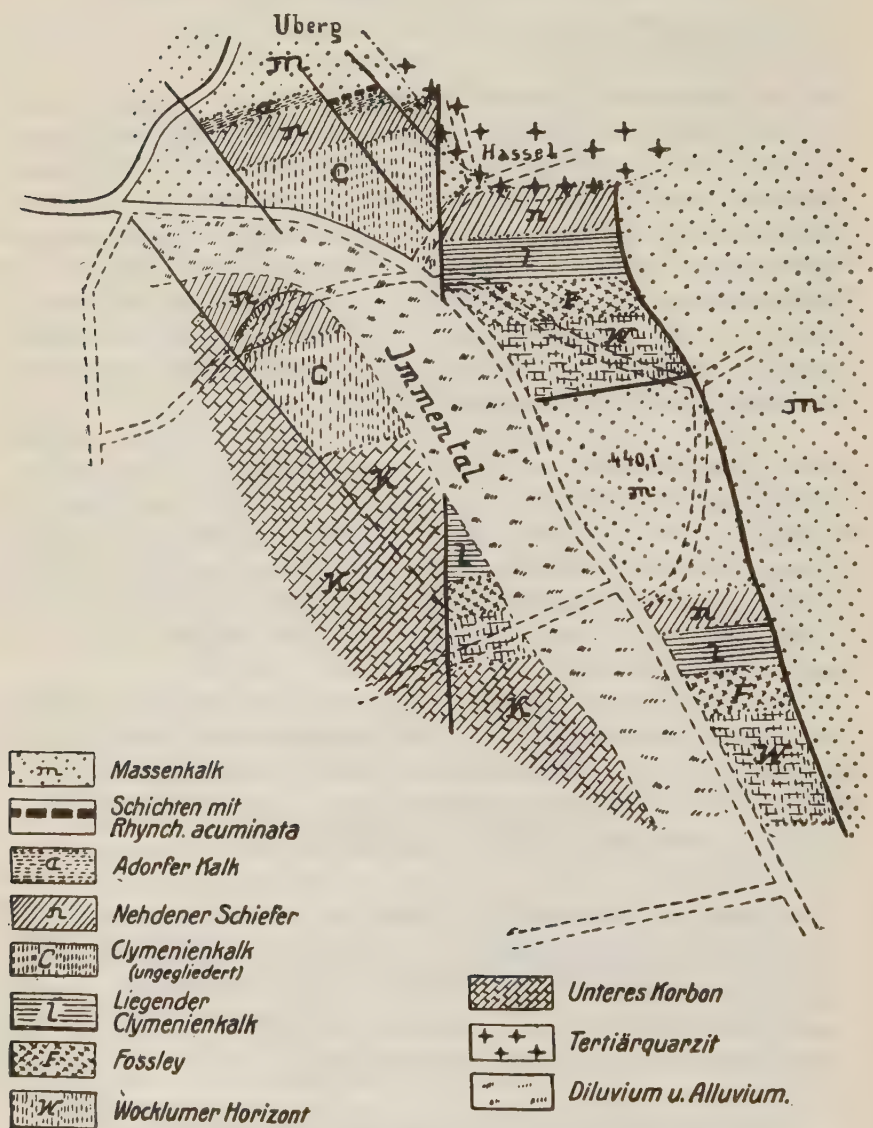 Uberg
m
a
n
C
Hassel
n
l
F
W
m
C
Immental
m
440,1
m
K
K
l
n
l
F
K
W
m Massenkalk
Schichten mit
Rhynch. acuminata
a Adorfer Kalk
n Nehdener Schiefer
C Clymenienkalk
(ungegliedert)
l Liegender
Clymenienkalk
F Fossley
W Wocklumer Horizont
Unteres Korbon
Tertiärquarzit
Diluvium u. Alluvium.